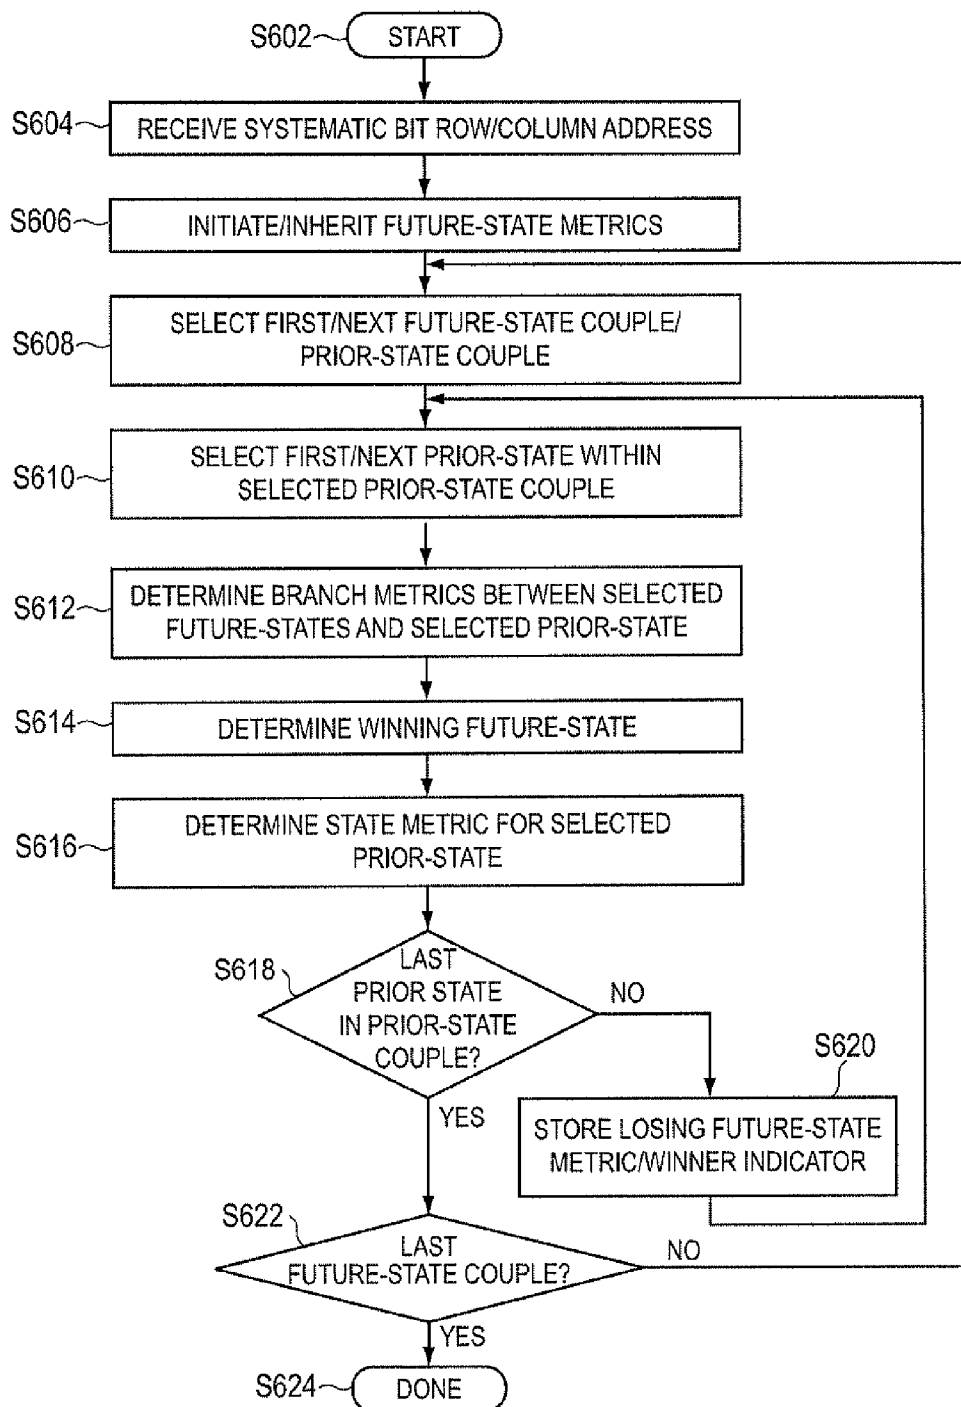 S602
START
S604
RECEIVE SYSTEMATIC BIT ROW/COLUMN ADDRESS
S606
INITIATE/INHERIT FUTURE-STATE METRICS
S608
SELECT FIRST/NEXT FUTURE-STATE COUPLE/
PRIOR-STATE COUPLE
S610
SELECT FIRST/NEXT PRIOR-STATE WITHIN
SELECTED PRIOR-STATE COUPLE
S612
DETERMINE BRANCH METRICS BETWEEN SELECTED
FUTURE-STATES AND SELECTED PRIOR-STATE
S614
DETERMINE WINNING FUTURE-STATE
S616
DETERMINE STATE METRIC FOR SELECTED
PRIOR-STATE
S618
LAST
PRIOR STATE
IN PRIOR-STATE
COUPLE?
NO
YES
S620
STORE LOSING FUTURE-STATE
METRIC/WINNER INDICATOR
S622
LAST
FUTURE-STATE COUPLE?
NO
YES
S624
DONE